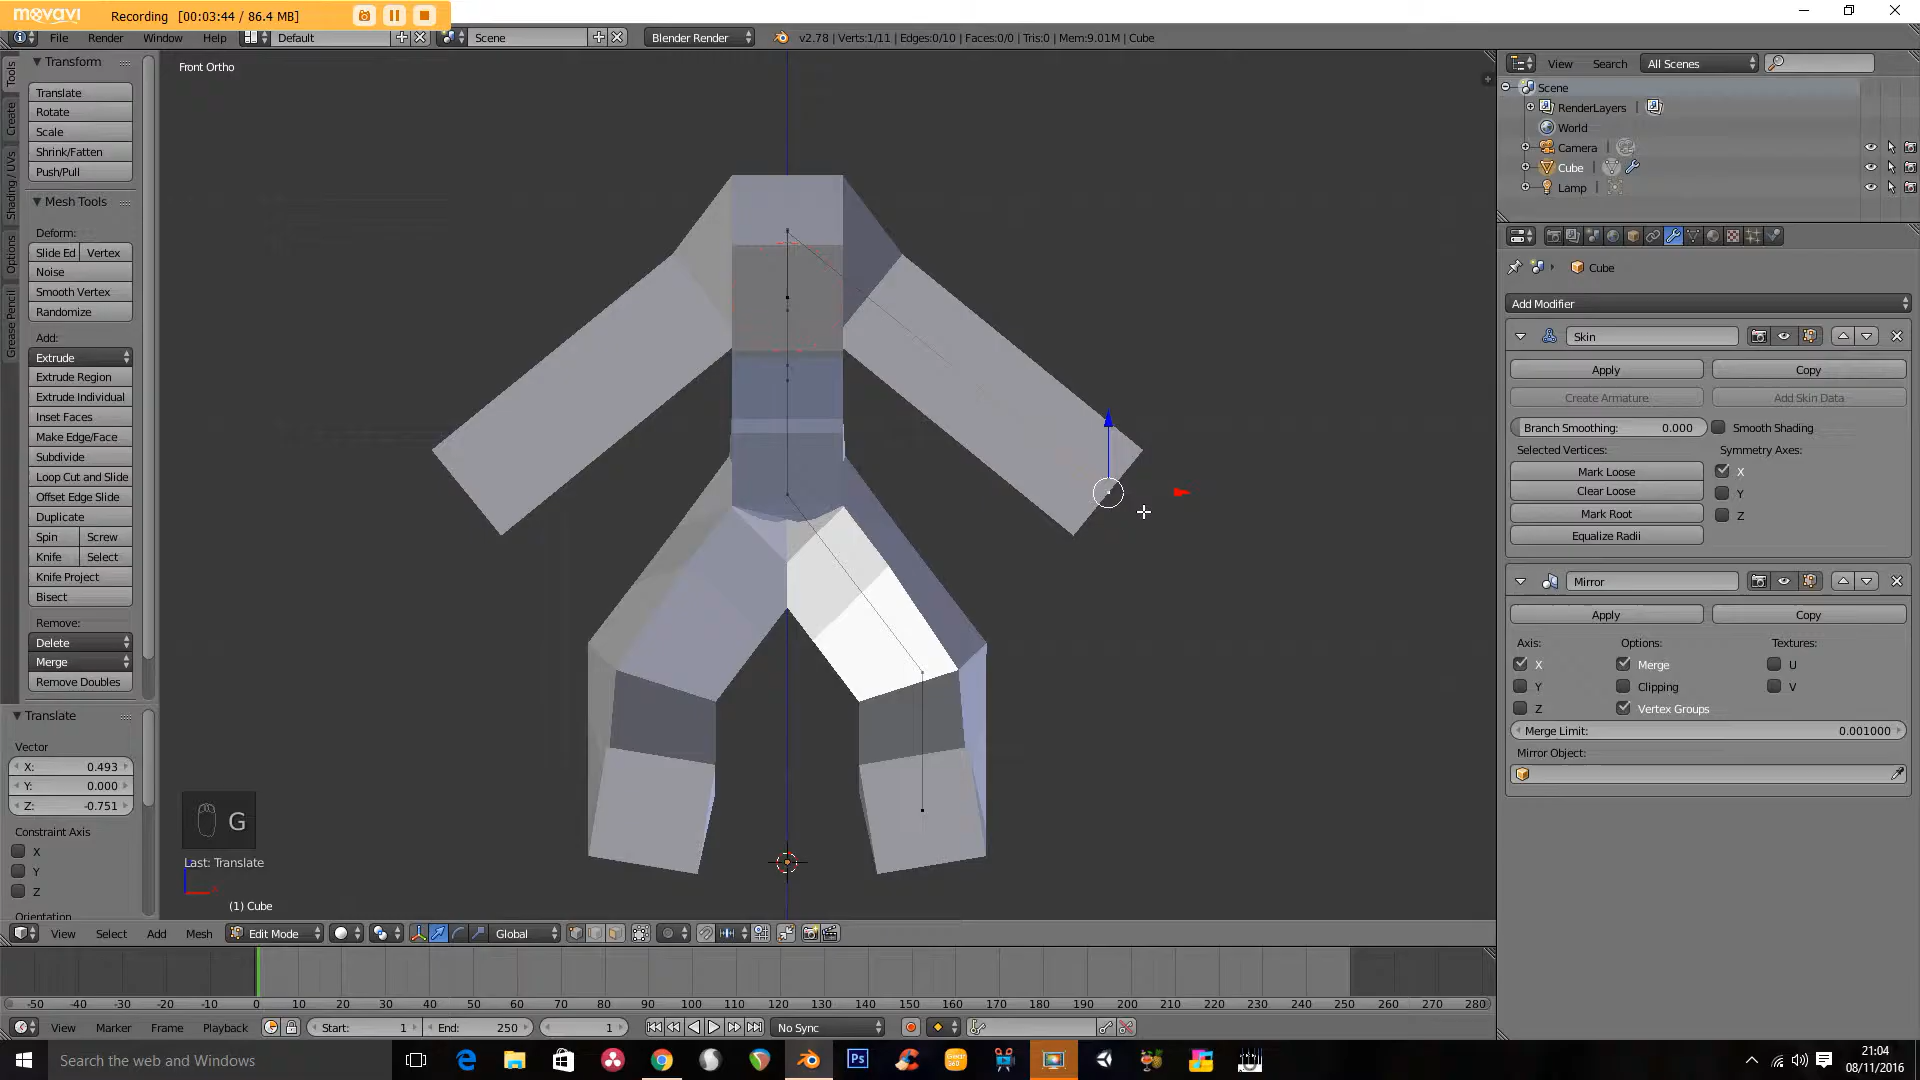 movavi
Recording [00:03:44 / 86.4 MB]
File Render Window Help Default Scene Blender Render v2.78 | Verts:1/11 | Edges:0/10 | Faces:0/0 | Tris:0 | Mem:9.01M | Cube
Tools
Create
Shading / UVs
Options
Grease Pencil
Transform
Translate
Rotate
Scale
Shrink/Fatten
Push/Pull
Mesh Tools
Deform:
Slide Ed Vertex
Noise
Smooth Vertex
Randomize
Add:
Extrude
Extrude Region
Extrude Individual
Inset Faces
Make Edge/Face
Subdivide
Loop Cut and Slide
Offset Edge Slide
Duplicate
Spin Screw
Knife Select
Knife Project
Bisect
Remove:
Delete
Merge
Remove Doubles
Translate
Vector
X: 0.493
Y: 0.000
Z: -0.751
Constraint Axis
X
Y
Z
Orientation
Front Ortho
G
Last: Translate
(1) Cube
View Select Add Mesh Edit Mode Global
-50 -40 -30 -20 -10 0 10 20 30 40 50 60 70 80 90 100 110 120 130 140 150 160 170 180 190 200 210 220 230 240 250 260 270 280
View Marker Frame Playback Start: 1 End: 250 1 No Sync
View Search All Scenes
Scene
RenderLayers
World
Camera
Cube
Lamp
Cube
Add Modifier
Skin
Apply Copy
Create Armature Add Skin Data
Branch Smoothing: 0.000 Smooth Shading
Selected Vertices: Symmetry Axes:
Mark Loose X
Clear Loose Y
Mark Root Z
Equalize Radii
Mirror
Apply Copy
Axis: Options: Textures:
X Merge U
Y Clipping V
Z Vertex Groups
Merge Limit: 0.001000
Mirror Object:
Search the web and Windows
Ps
21:04
08/11/2016